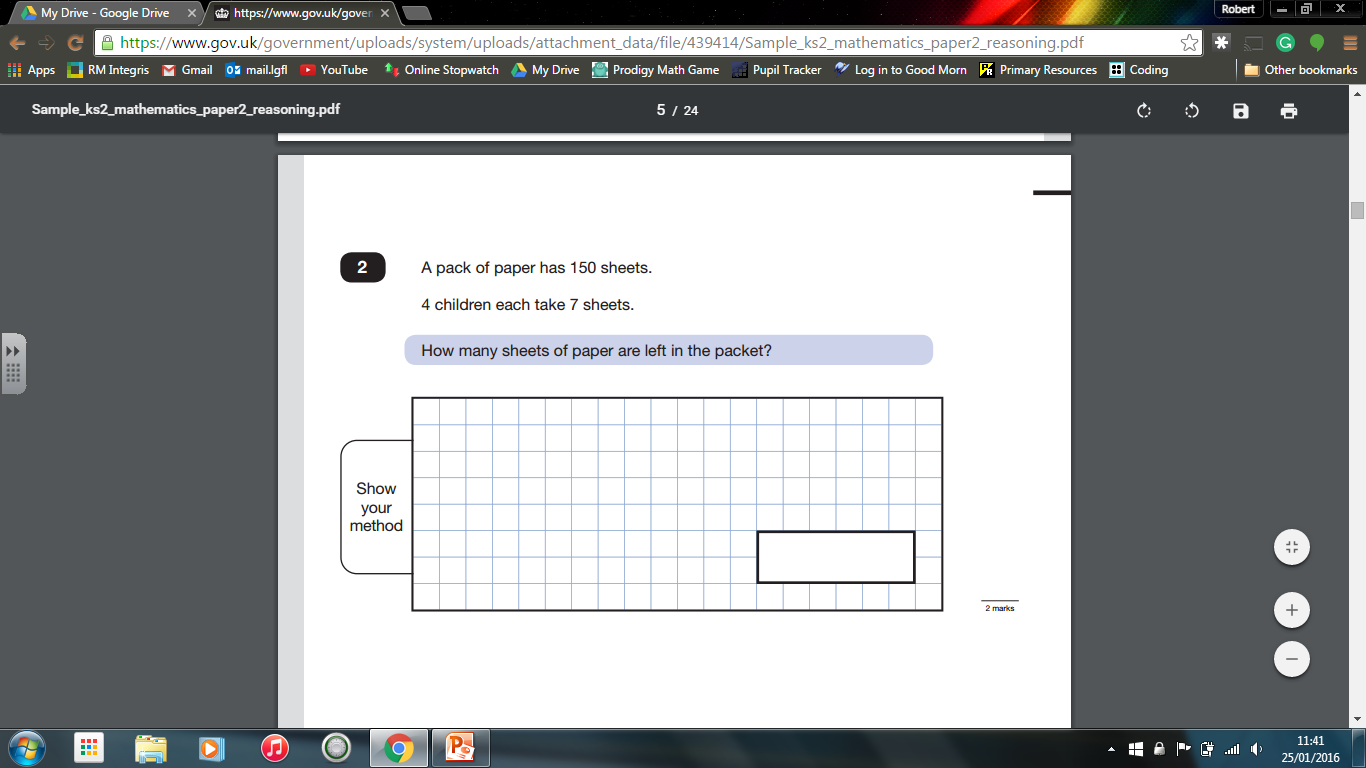 My Drive - Google Drive
https://www.gov.uk/gover
Robert
https://www.gov.uk/government/uploads/system/uploads/attachment_data/file/439414/Sample_ks2_mathematics_paper2_reasoning.pdf
Apps RM Integris Gmail mail.lgfl YouTube Online Stopwatch My Drive Prodigy Math Game Pupil Tracker Log in to Good Morn Primary Resources Coding Other bookmarks
Sample_ks2_mathematics_paper2_reasoning.pdf 5 / 24
2 A pack of paper has 150 sheets.
4 children each take 7 sheets.
How many sheets of paper are left in the packet?
Show
your
method
2 marks
11:41
25/01/2016